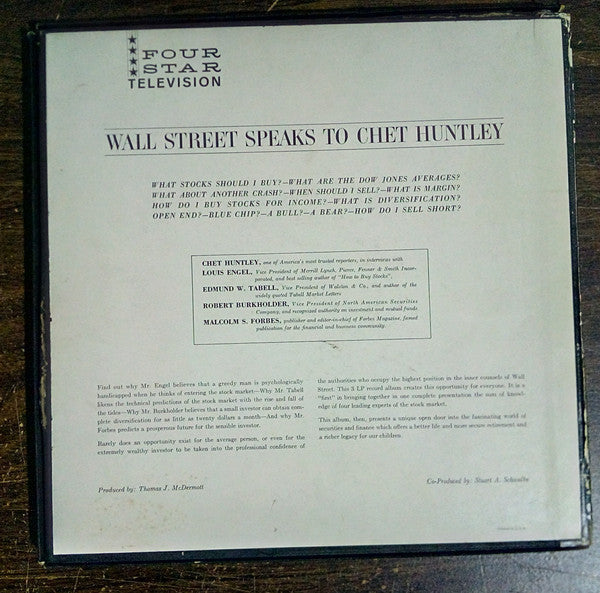 FOUR
STAR
TELEVISION
WALL STREET SPEAKS TO CHET HUNTLEY
WHAT STOCKS SHOULD I BUY?—WHAT ARE THE DOW JONES AVERAGES?
WHAT ABOUT ANOTHER CRASH?—WHEN SHOULD I SELL?—WHAT IS MARGIN?
HOW DO I BUY STOCKS FOR INCOME?—WHAT IS DIVERSIFICATION?
OPEN END?—BLUE CHIP?—A BULL?—A BEAR?—HOW DO I SELL SHORT?
CHET HUNTLEY, one of America's most trusted reporters, in interviews with
LOUIS ENGEL, Vice President of Merrill Lynch, Pierce, Fenner & Smith Incor-
porated, and best selling author of "How to Buy Stocks".
EDMUND W. TABELL, Vice President of Walston & Co., and author of the
widely quoted Tabell Market Letters
ROBERT BURKHOLDER, Vice President of North American Securities
Company, and recognized authority on investment and mutual funds
MALCOLM S. FORBES, publisher and editor-in-chief of Forbes Magazine, famed
publication for the financial and business community.
Find out why Mr. Engel believes that a greedy man is psychologically
handicapped when he thinks of entering the stock market—Why Mr. Tabell
likens the technical predictions of the stock market with the rise and fall of
the tides—Why Mr. Burkholder believes that a small investor can obtain com-
plete diversification for as little as twenty dollars a month—And why Mr.
Forbes predicts a prosperous future for the sensible investor.
Rarely does an opportunity exist for the average person, or even for the
extremely wealthy investor to be taken into the professional confidence of
the authorities who occupy the highest position in the inner counsels of Wall
Street. This 3 LP record album creates this opportunity for everyone. It is a
"first" in bringing together in one complete presentation the sum of knowl-
edge of four leading experts of the stock market.
This album, then, presents a unique open door into the fascinating world of
securities and finance which offers a better life and more secure retirement and
a richer legacy for our children.
Produced by: Thomas J. McDermott
Co-Produced by: Stuart A.